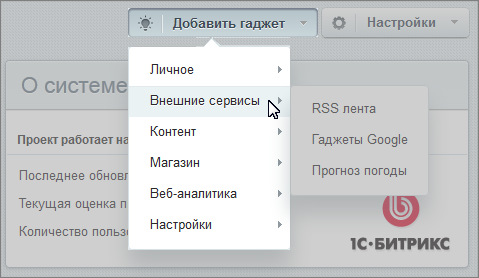 Добавить гаджет
Настройки
О системе
Личное
Внешние сервисы
Контент
Магазин
Веб-аналитика
Настройки
RSS лента
Гаджеты Google
Прогноз погоды
Проект работает на
Последнее обновл
Текущая оценка п
Количество пользо
1С·БИТРИКС